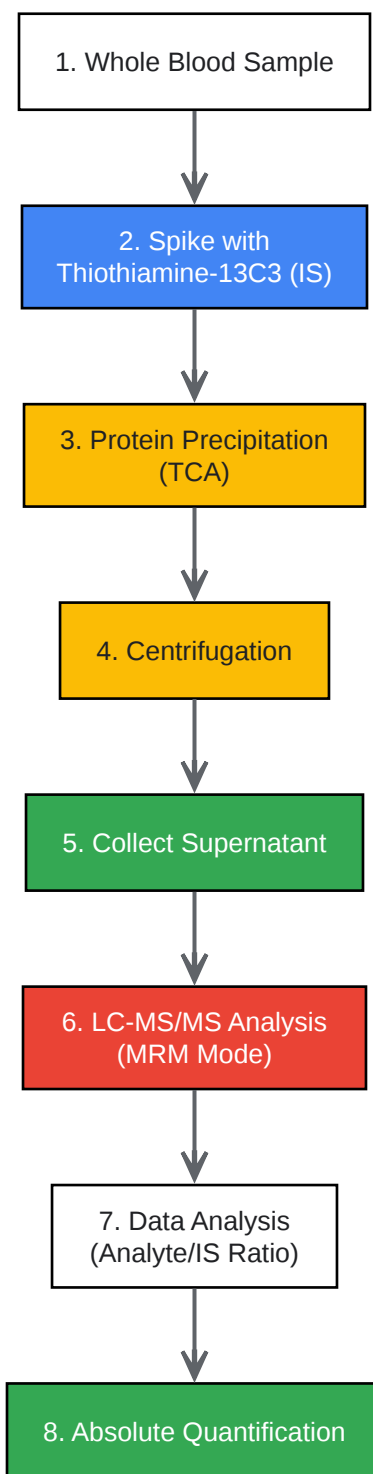 1. Whole Blood Sample
2. Spike with
Thiothiamine-13C3 (IS)
3. Protein Precipitation
(TCA)
4. Centrifugation
5. Collect Supernatant
6. LC-MS/MS Analysis
(MRM Mode)
7. Data Analysis
(Analyte/IS Ratio)
8. Absolute Quantification